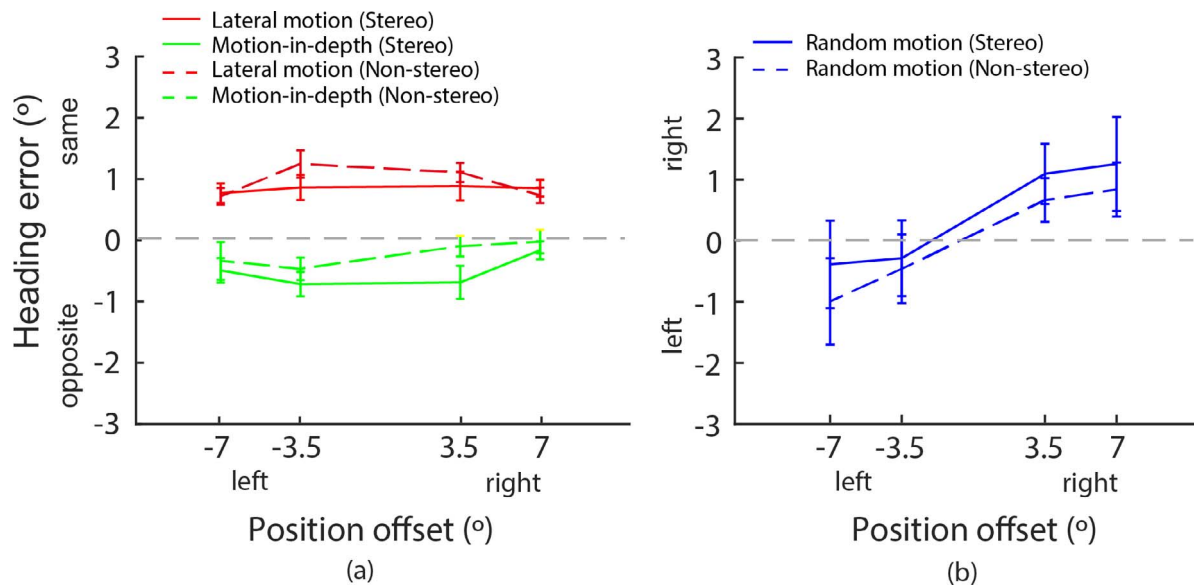 Lateral motion (Stereo)
Motion-in-depth (Stereo)
Lateral motion (Non-stereo)
Motion-in-depth (Non-stereo)
Heading error (º)
same
opposite
3
2
1
0
-1
-2
-3
-7
-3.5
3.5
7
left
right
Position offset (º)
(a)
Random motion (Stereo)
Random motion (Non-stereo)
right
left
3
2
1
0
-1
-2
-3
-7
-3.5
3.5
7
left
right
Position offset (º)
(b)